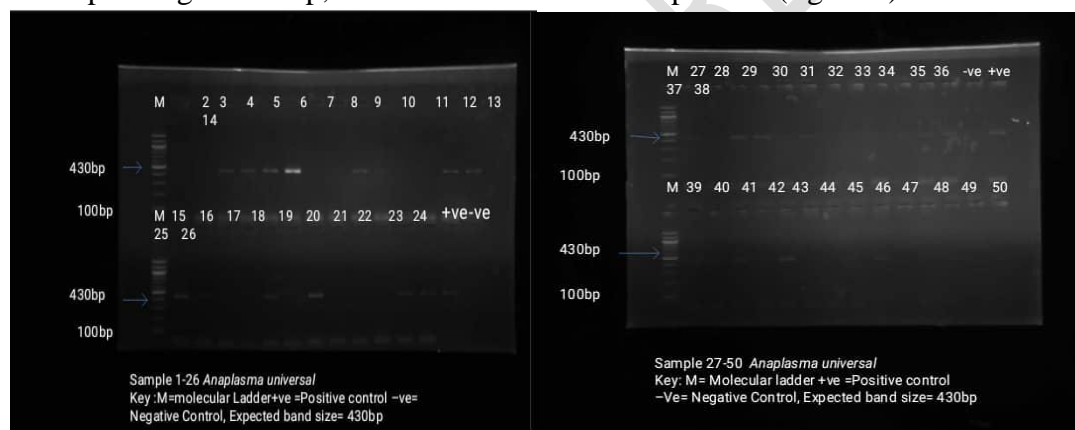 M 2 3 4 5 6 7 8 9 10 11 12 13
14
430bp
100bp
M 15 16 17 18 19 20 21 22 23 24 +ve-ve
25 26
430bp
100bp
Sample 1-26 Anaplasma universal
Key :M=molecular Ladder+ve =Positive control –ve=
Negative Control, Expected band size= 430bp
M 27 28 29 30 31 32 33 34 35 36 -ve +ve
37 38
430bp
100bp
M 39 40 41 42 43 44 45 46 47 48 49 50
430bp
100bp
Sample 27-50 Anaplasma universal
Key: M= Molecular ladder +ve =Positive control
–Ve= Negative Control, Expected band size= 430bp